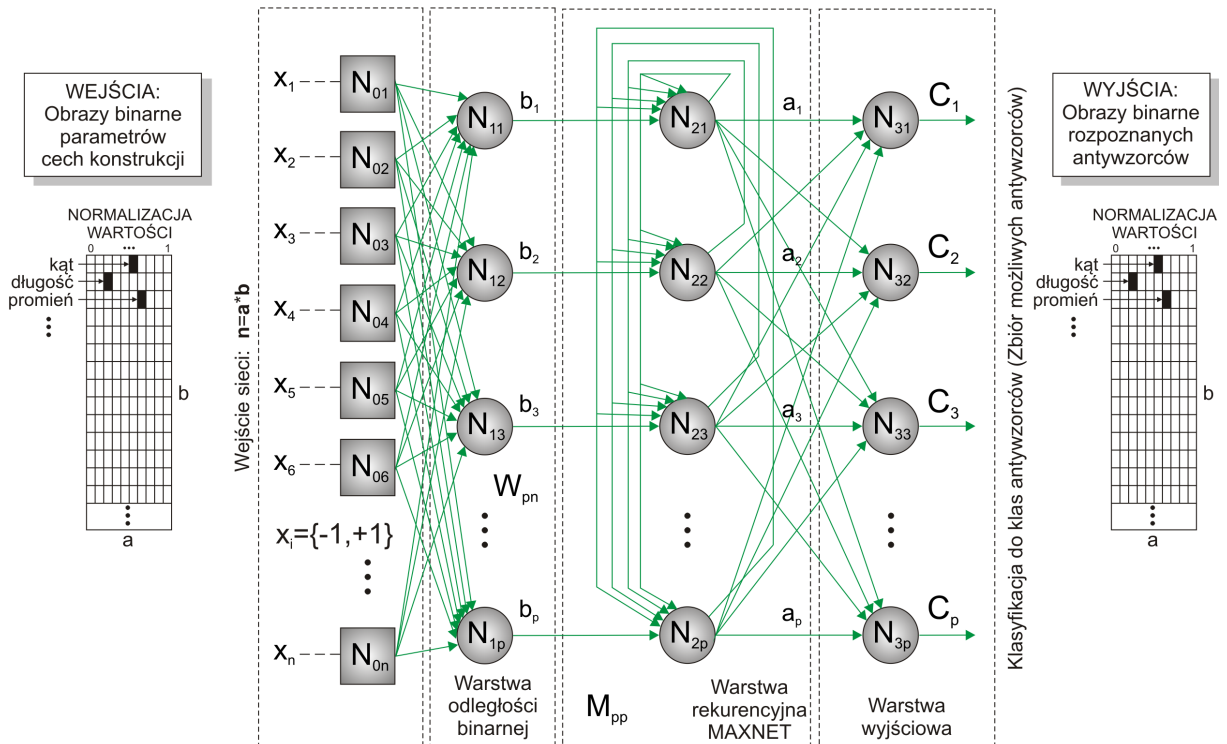 WEJŚCIA:
Obrazy binarne
parametrów
cech konstrukcji
NORMALIZACJA
WARTOŚCI
0 ... 1
kąt
długość
promień
b
a
Wejście sieci: n=a*b
x1
x2
x3
x4
x5
x6
xi={-1,+1}
xn
N01
N02
N03
N04
N05
N06
N0n
N11
N12
N13
N1p
b1
b2
b3
bp
Wpn
Warstwa
odległości
binarnej
N21
N22
N23
N2p
Mpp
Warstwa
rekurencyjna
MAXNET
a1
a2
a3
ap
N31
N32
N33
N3p
Warstwa
wyjściowa
C1
C2
C3
Cp
Klasyfikacja do klas antywzorców (Zbiór możliwych antywzorców)
WYJŚCIA:
Obrazy binarne
rozpoznanych
antywzorców
NORMALIZACJA
WARTOŚCI
0 ... 1
kąt
długość
promień
b
a